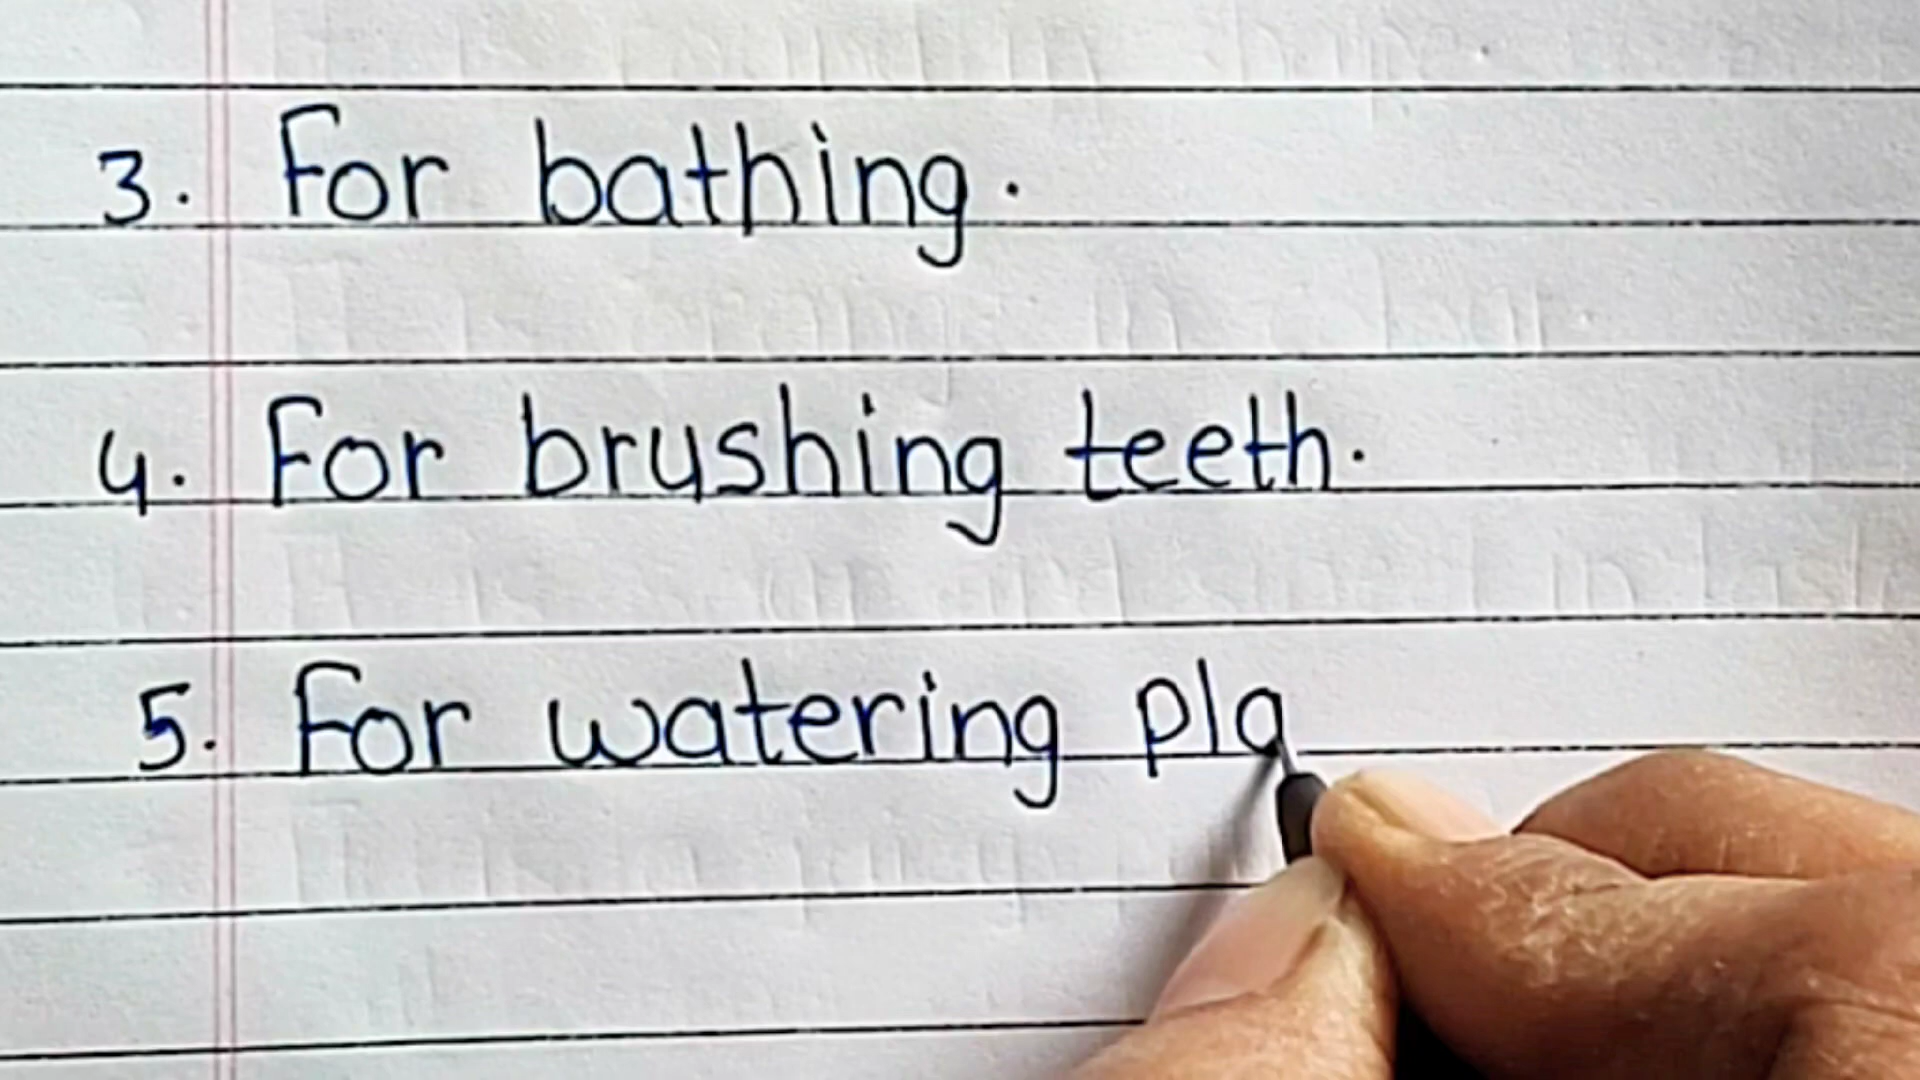 3. For bathing.
4. For brushing teeth.
5. For watering pla